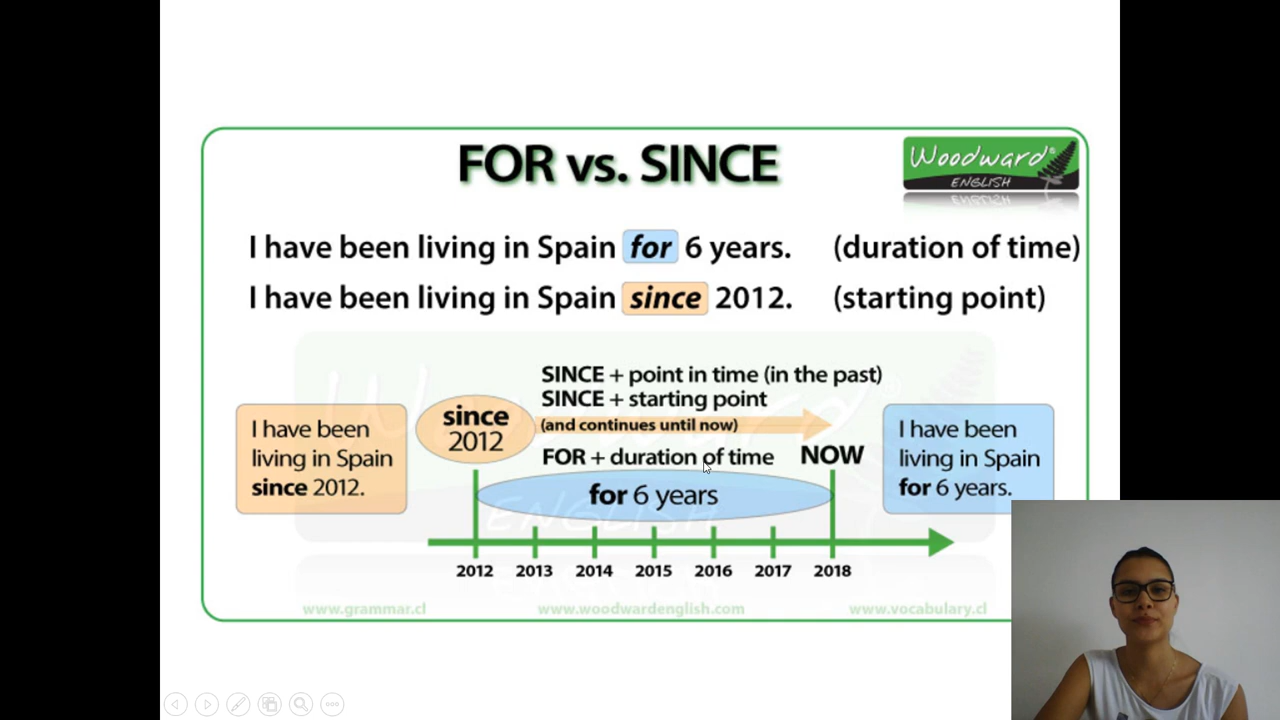 FOR vs. SINCE
Woodward®
ENGLISH
I have been living in Spain for 6 years. (duration of time)
I have been living in Spain since 2012. (starting point)
SINCE + point in time (in the past)
SINCE + starting point
(and continues until now)
FOR + duration of time
NOW
since
2012
I have been
living in Spain
since 2012.
for 6 years
I have been
living in Spain
for 6 years.
2012 2013 2014 2015 2016 2017 2018
www.grammar.cl www.woodwardenglish.com www.vocabulary.cl